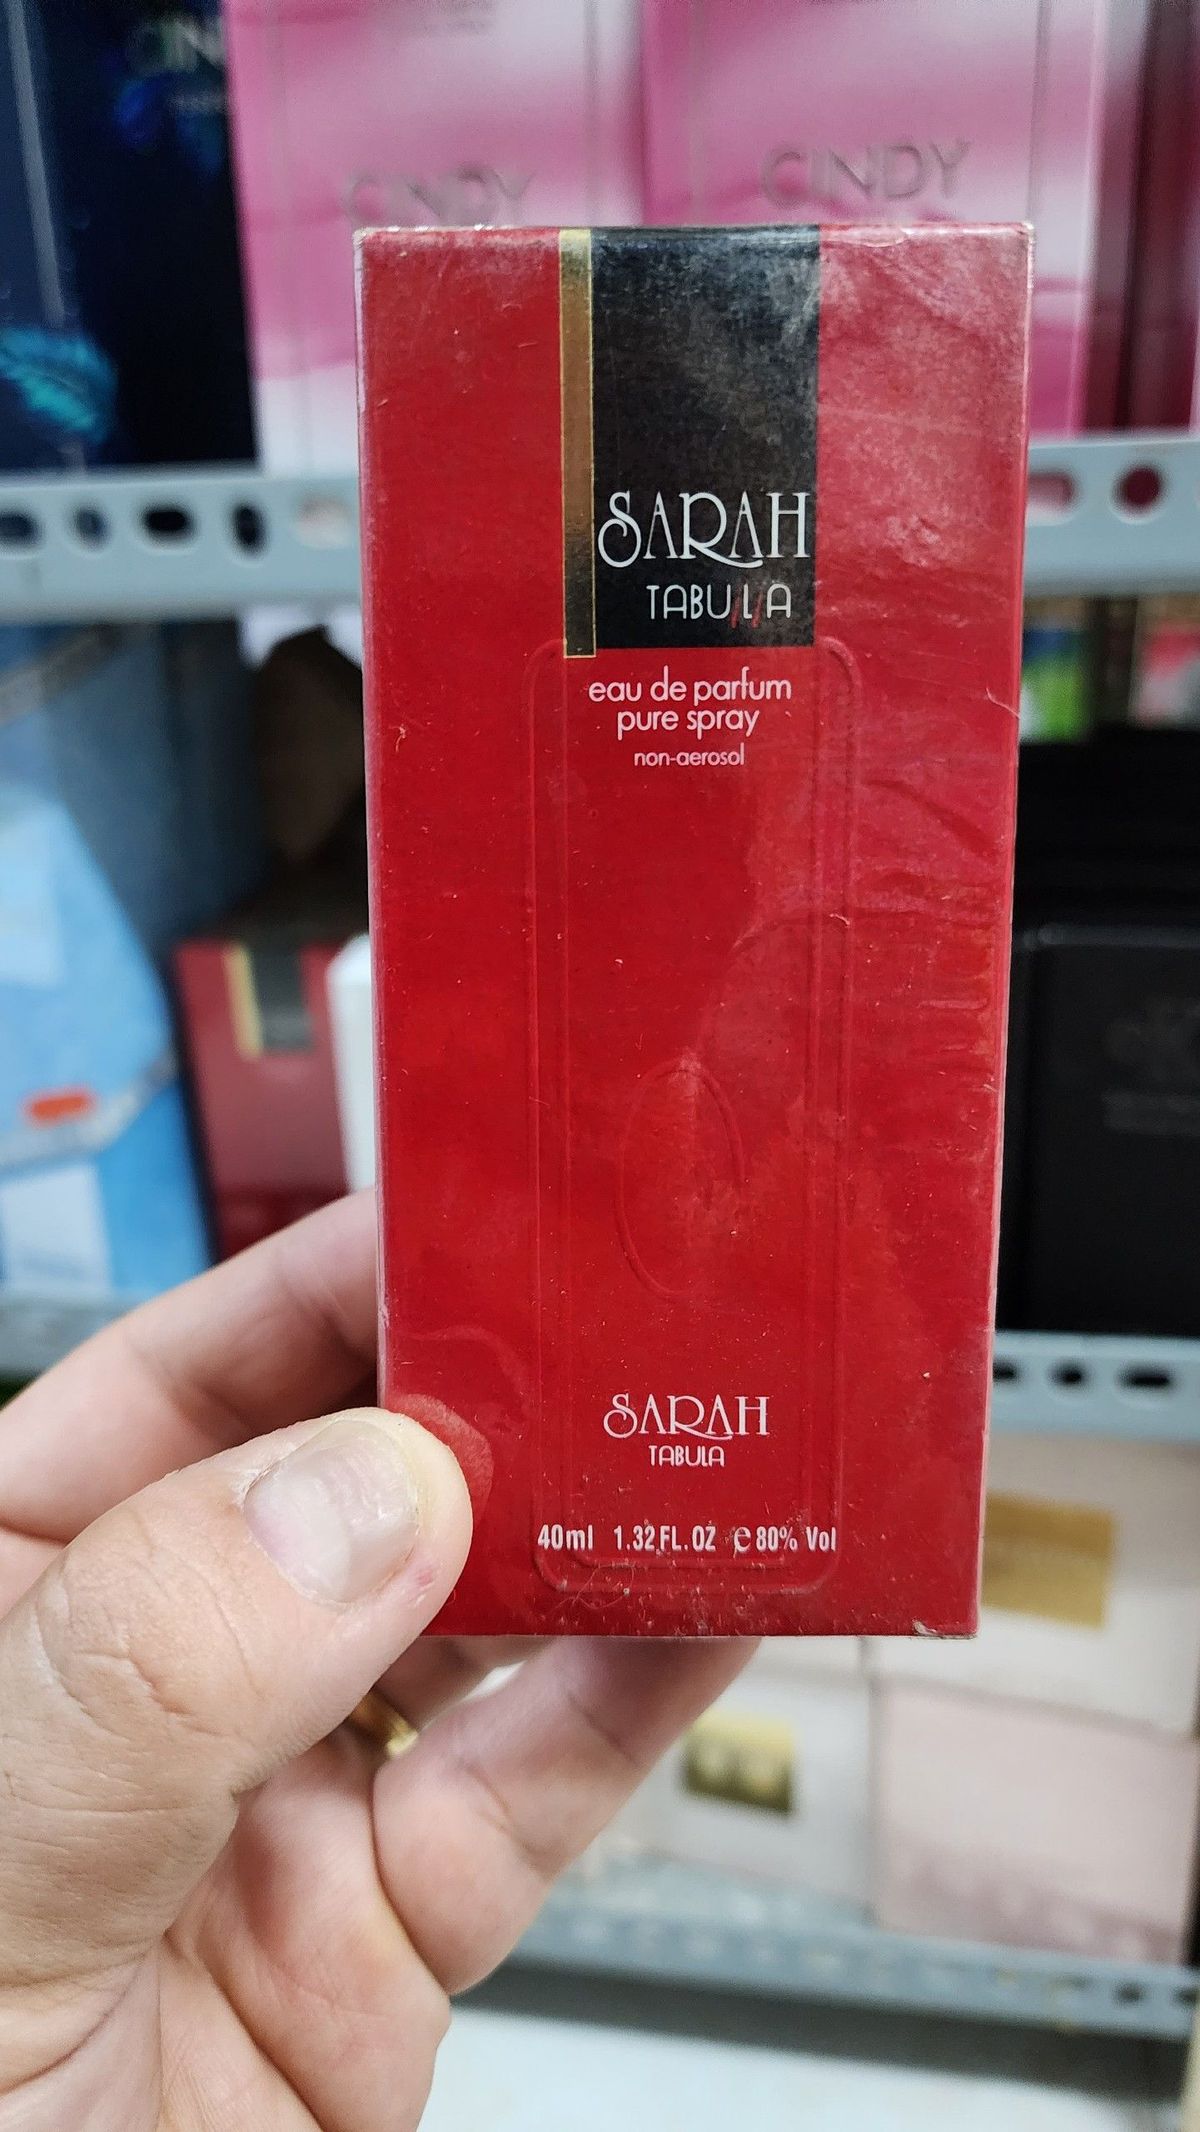 CINDY
CINDY
SARAH
TABULA
eau de parfum
pure spray
non-aerosol
SARAH
TABULA
40ml 1.32 FL.OZ e 80% Vol